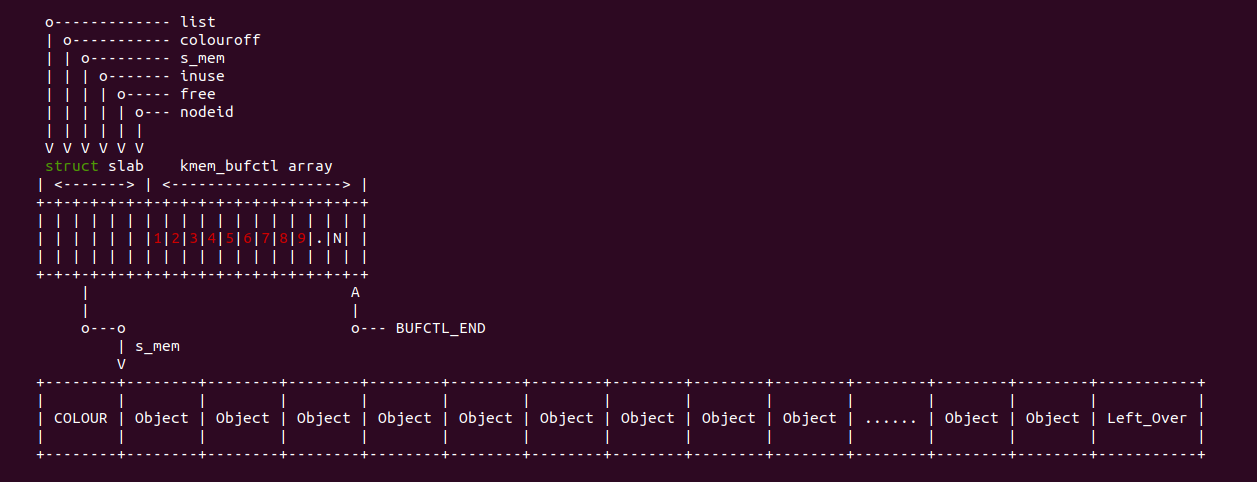 o------------- list
| o----------- colouroff
| | o--------- s_mem
| | | o------- inuse
| | | | o----- free
| | | | | o--- nodeid
| | | | | |
V V V V V V
struct slab    kmem_bufctl array
| <-------> | <-------------------> |
+-+-+-+-+-+-+-+-+-+-+-+-+-+-+-+-+-+-+
| | | | | | | | | | | | | | | | | | |
| | | | | | |1|2|3|4|5|6|7|8|9|.|N| |
| | | | | | | | | | | | | | | | | | |
+-+-+-+-+-+-+-+-+-+-+-+-+-+-+-+-+-+-+
|                             A
|                             |
o---o                         o--- BUFCTL_END
| s_mem
V
+--------+--------+--------+--------+--------+--------+--------+--------+--------+--------+--------+--------+--------+-----------+
|        |        |        |        |        |        |        |        |        |        |        |        |        |           |
| COLOUR | Object | Object | Object | Object | Object | Object | Object | Object | Object | ...... | Object | Object | Left_Over |
|        |        |        |        |        |        |        |        |        |        |        |        |        |           |
+--------+--------+--------+--------+--------+--------+--------+--------+--------+--------+--------+--------+--------+-----------+